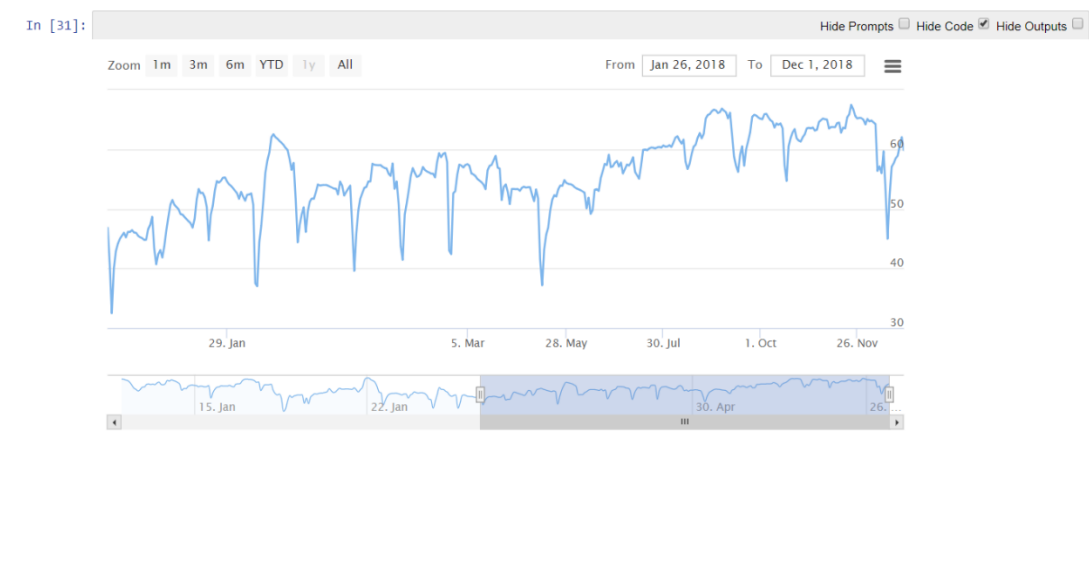 In [31]:
Hide Prompts Hide Code Hide Outputs
Zoom 1m 3m 6m YTD 1y All From Jan 26, 2018 To Dec 1, 2018
60
50
40
30
29. Jan 5. Mar 28. May 30. Jul 1. Oct 26. Nov
15. Jan 22. Jan 30. Apr 26. ...